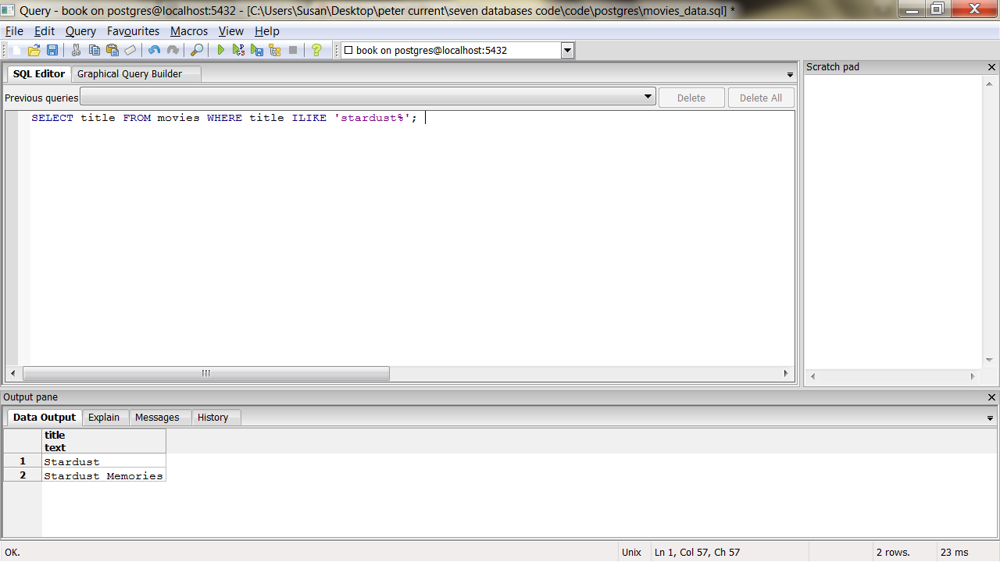 Query - book on postgres@localhost:5432 - [C:\Users\Susan\Desktop\peter current\seven databases code\code\postgres\movies_data.sql] *
File Edit Query Favourites Macros View Help
book on postgres@localhost:5432
SQL Editor Graphical Query Builder
Scratch pad
Previous queries Delete Delete All
SELECT title FROM movies WHERE title ILIKE 'stardust%';
Output pane
Data Output Explain Messages History
title
text
1 Stardust
2 Stardust Memories
OK. Unix Ln 1, Col 57, Ch 57 2 rows. 23 ms